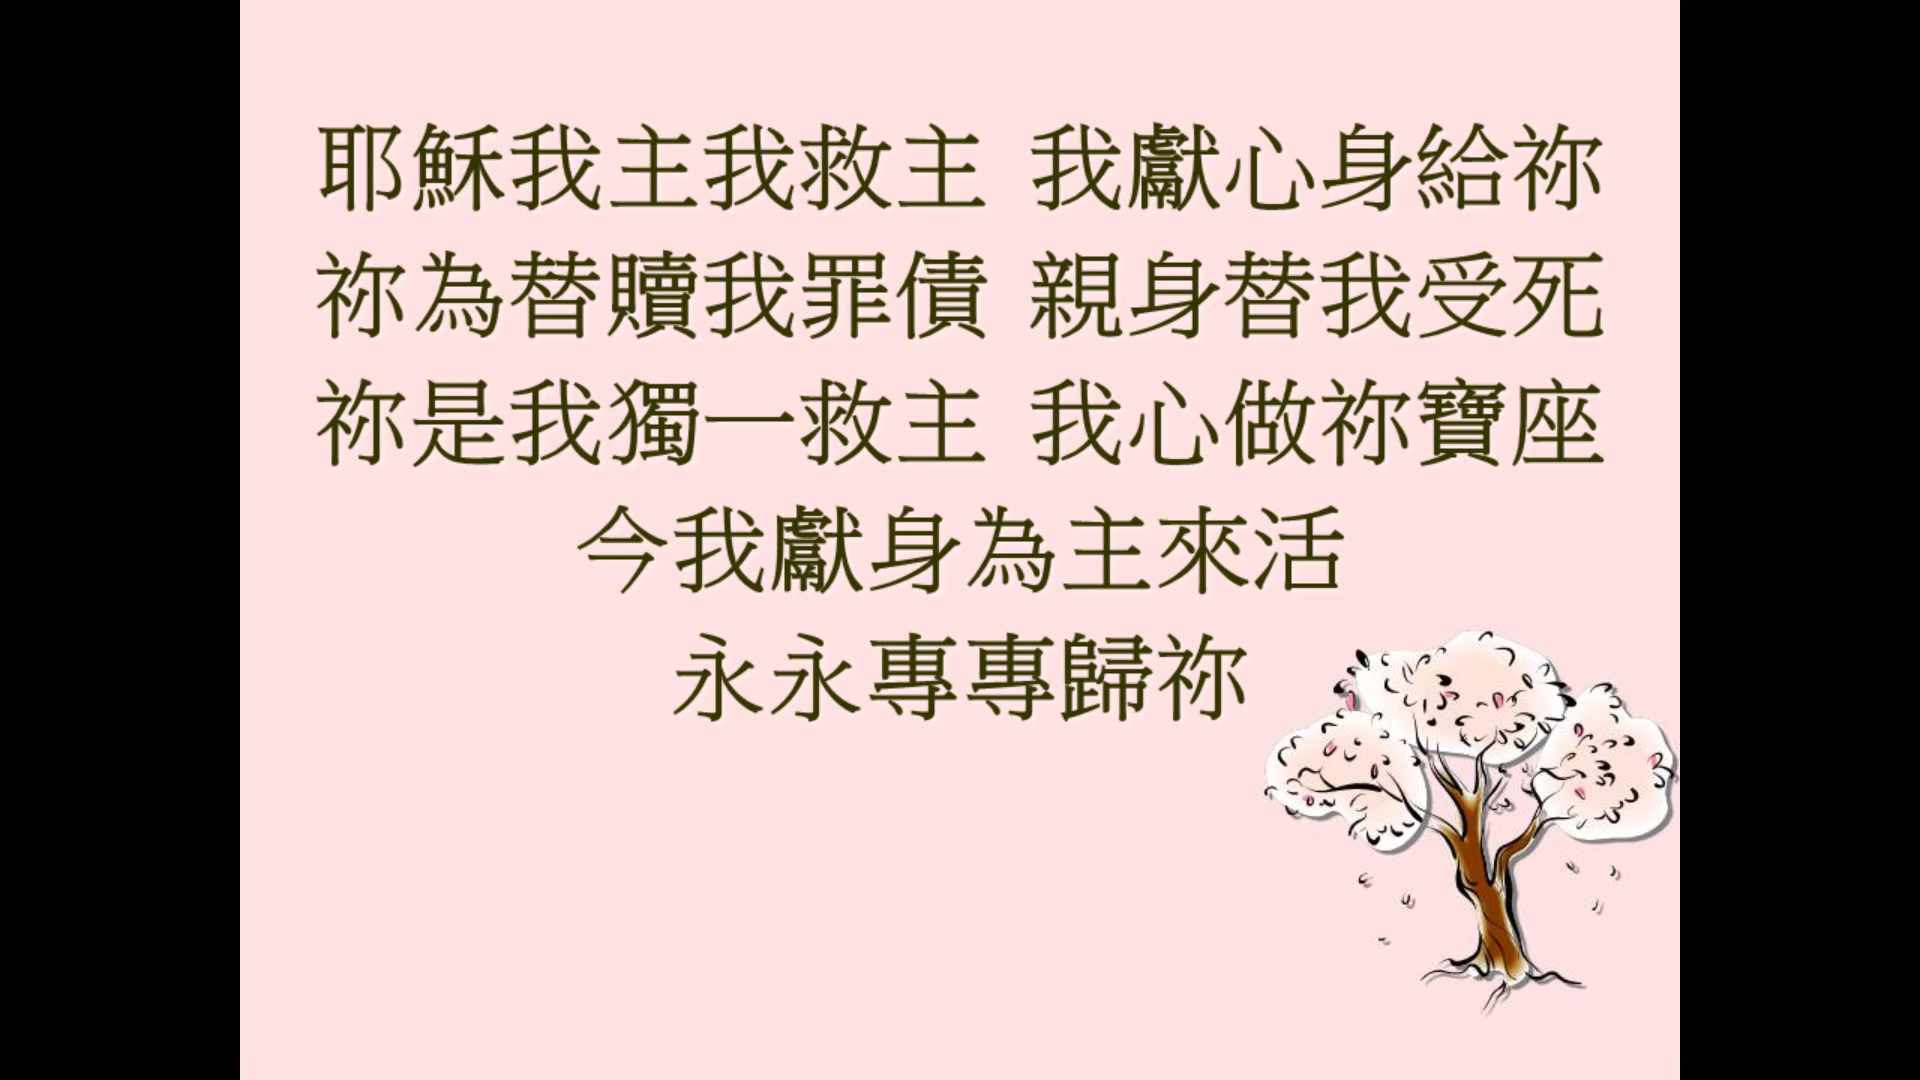 耶穌我主我救主 我獻心身給祢
祢為替贖我罪債 親身替我受死
祢是我獨一救主 我心做祢寶座
今我獻身為主來活
永永專專歸祢